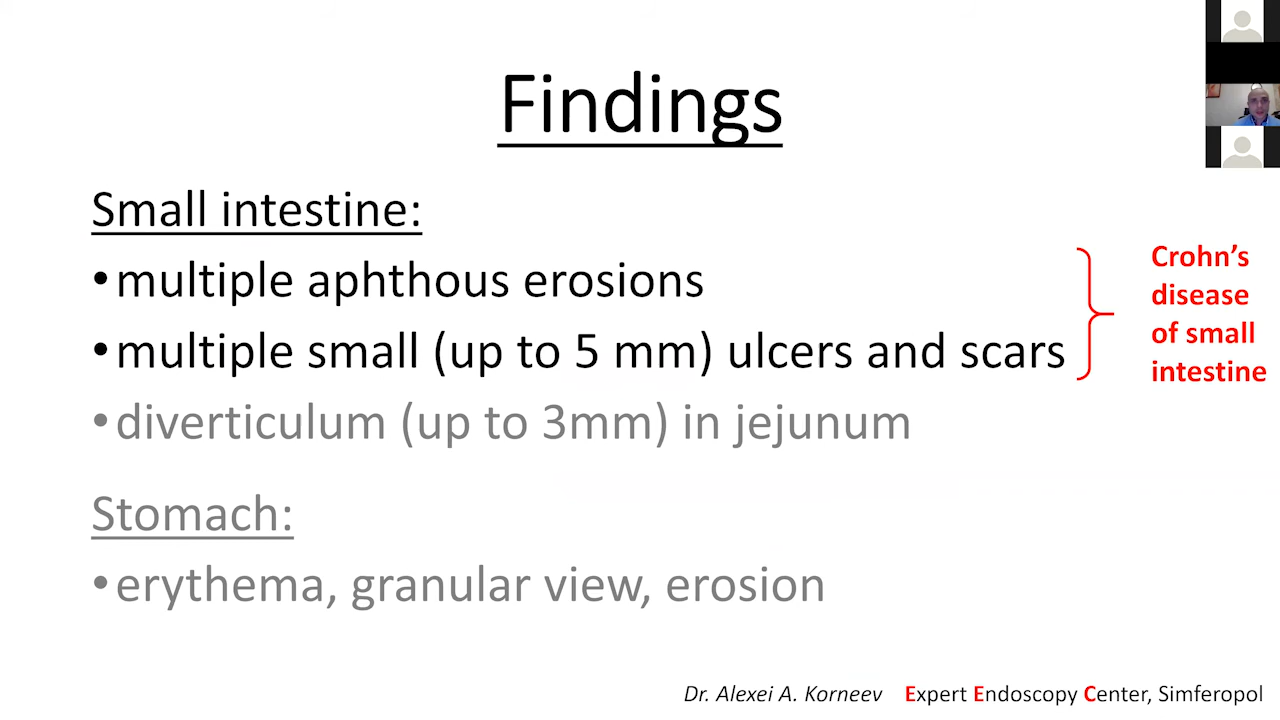 Findings
Small intestine:
•multiple aphthous erosions
•multiple small (up to 5 mm) ulcers and scars
•diverticulum (up to 3mm) in jejunum
Crohn’s
disease
of small
intestine
Stomach:
•erythema, granular view, erosion
Dr. Alexei A. Korneev Expert Endoscopy Center, Simferopol